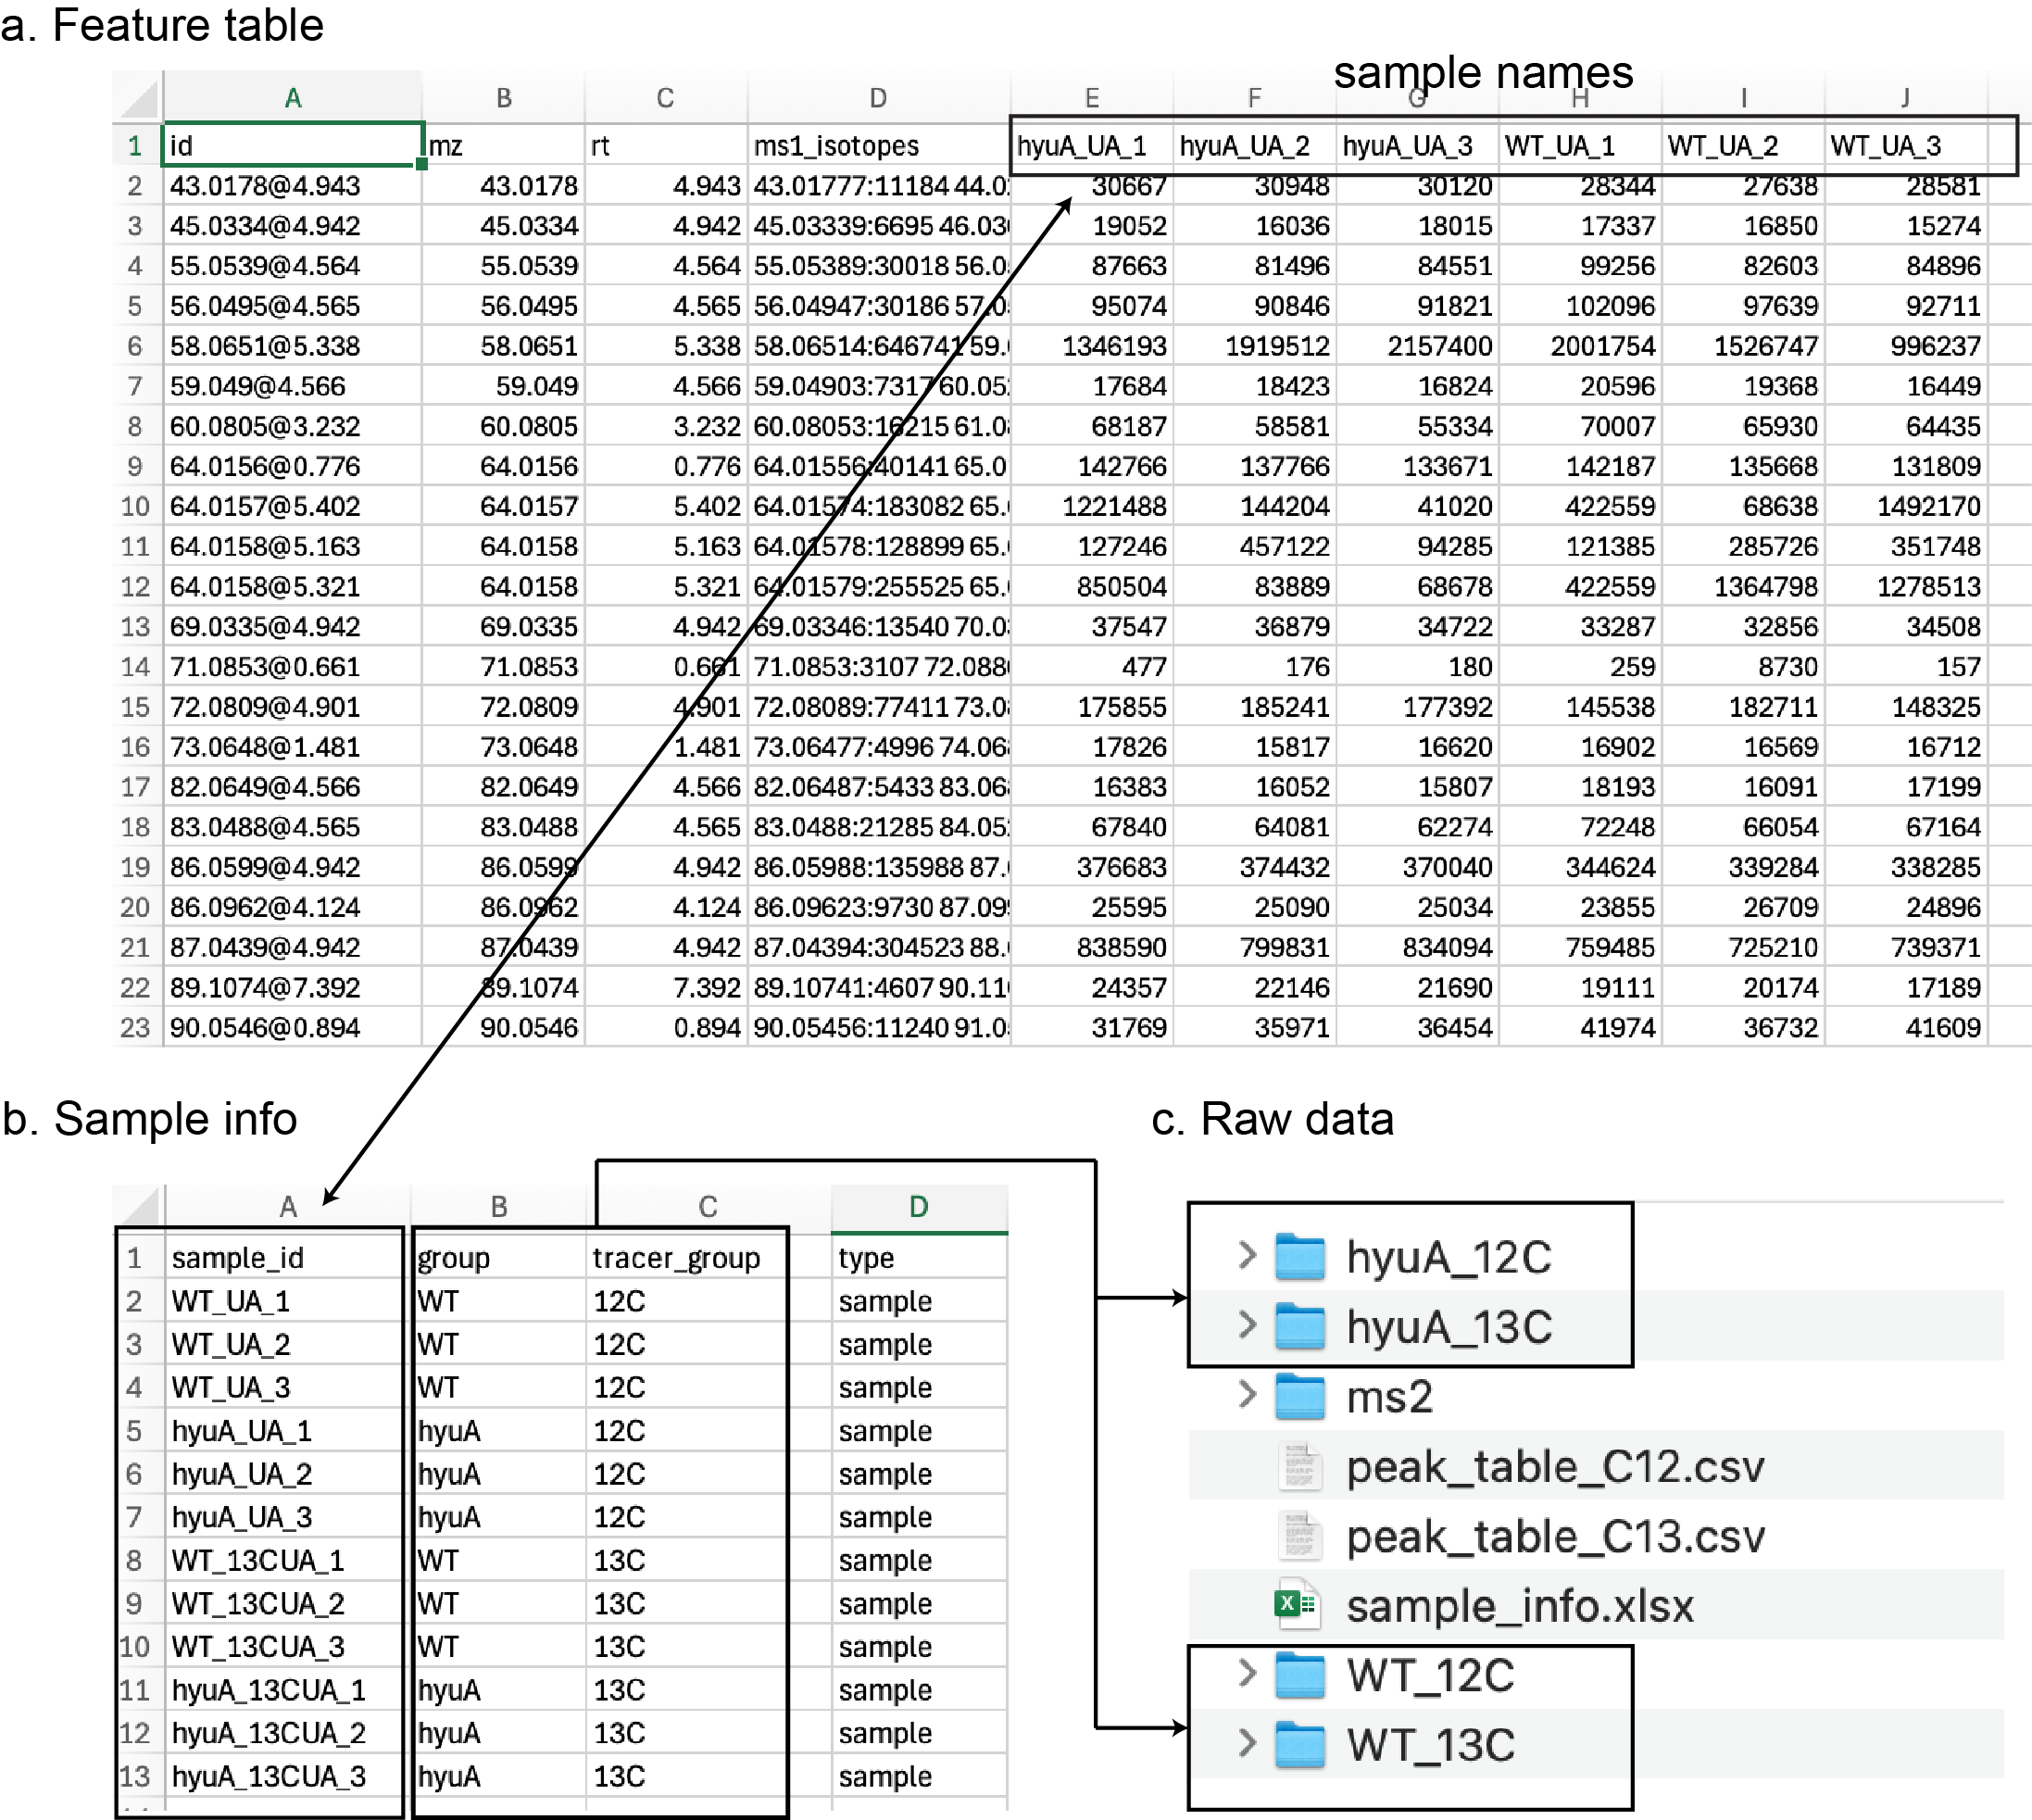 a. Feature table
sample names
A B C D E F G H I J
1 id mz rt ms1_isotopes hyuA_UA_1 hyuA_UA_2 hyuA_UA_3 WT_UA_1 WT_UA_2 WT_UA_3
2 43.0178@4.943 43.0178 4.943 43.01777:11184 44.0 30667 30948 30120 28344 27638 28581
3 45.0334@4.942 45.0334 4.942 45.03339:6695 46.03 19052 16036 18015 17337 16850 15274
4 55.0539@4.564 55.0539 4.564 55.05389:30018 56.0 87663 81496 84551 99256 82603 84896
5 56.0495@4.565 56.0495 4.565 56.04947:30186 57.0 95074 90846 91821 102096 97639 92711
6 58.0651@5.338 58.0651 5.338 58.06514:646741 59. 1346193 1919512 2157400 2001754 1526747 996237
7 59.049@4.566 59.049 4.566 59.04903:7317 60.05 17684 18423 16824 20596 19368 16449
8 60.0805@3.232 60.0805 3.232 60.08053:16215 61.0 68187 58581 55334 70007 65930 64435
9 64.0156@0.776 64.0156 0.776 64.01556:40141 65.0 142766 137766 133671 142187 135668 131809
10 64.0157@5.402 64.0157 5.402 64.01574:183082 65. 1221488 144204 41020 422559 68638 1492170
11 64.0158@5.163 64.0158 5.163 64.01578:128899 65. 127246 457122 94285 121385 285726 351748
12 64.0158@5.321 64.0158 5.321 64.01579:255525 65. 850504 83889 68678 422559 1364798 1278513
13 69.0335@4.942 69.0335 4.942 69.03346:13540 70.0 37547 36879 34722 33287 32856 34508
14 71.0853@0.661 71.0853 0.661 71.0853:3107 72.088 477 176 180 259 8730 157
15 72.0809@4.901 72.0809 4.901 72.08089:77411 73.0 175855 185241 177392 145538 182711 148325
16 73.0648@1.481 73.0648 1.481 73.06477:4996 74.06 17826 15817 16620 16902 16569 16712
17 82.0649@4.566 82.0649 4.566 82.06487:5433 83.06 16383 16052 15807 18193 16091 17199
18 83.0488@4.565 83.0488 4.565 83.0488:21285 84.05 67840 64081 62274 72248 66054 67164
19 86.0599@4.942 86.0599 4.942 86.05988:135988 87. 376683 374432 370040 344624 339284 338285
20 86.0962@4.124 86.0962 4.124 86.09623:9730 87.09 25595 25090 25034 23855 26709 24896
21 87.0439@4.942 87.0439 4.942 87.04394:304523 88. 838590 799831 834094 759485 725210 739371
22 89.1074@7.392 89.1074 7.392 89.10741:4607 90.11 24357 22146 21690 19111 20174 17189
23 90.0546@0.894 90.0546 0.894 90.05456:11240 91.0 31769 35971 36454 41974 36732 41609
b. Sample info
A B C D
1 sample_id group tracer_group type
2 WT_UA_1 WT 12C sample
3 WT_UA_2 WT 12C sample
4 WT_UA_3 WT 12C sample
5 hyuA_UA_1 hyuA 12C sample
6 hyuA_UA_2 hyuA 12C sample
7 hyuA_UA_3 hyuA 12C sample
8 WT_13CUA_1 WT 13C sample
9 WT_13CUA_2 WT 13C sample
10 WT_13CUA_3 WT 13C sample
11 hyuA_13CUA_1 hyuA 13C sample
12 hyuA_13CUA_2 hyuA 13C sample
13 hyuA_13CUA_3 hyuA 13C sample
c. Raw data
hyuA_12C
hyuA_13C
ms2
peak_table_C12.csv
peak_table_C13.csv
sample_info.xlsx
WT_12C
WT_13C